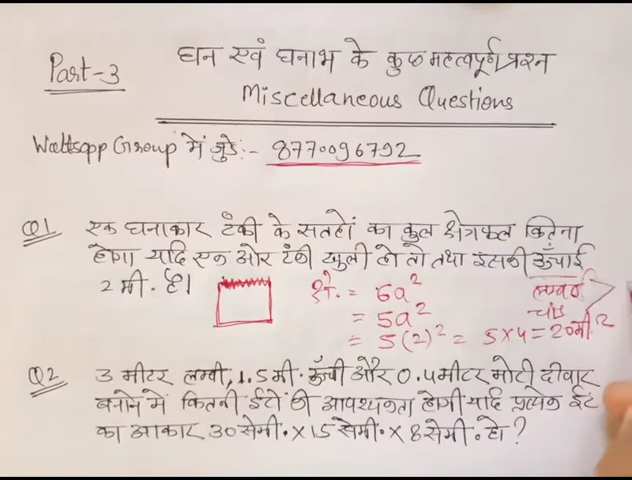 Part-3
घन एवं घनाभ के कुछ महत्वपूर्ण प्रश्न
Miscellaneous Questions
Wattsapp Group में जुड़े:- 8770096792
Q1 एक घनाकार टंकी के सतहों का कुल क्षेत्रफल कितना
होगा यदि एक ओर टंकी खुली हो तो तथा इसकी ऊँचाई
2 मी. है।
क्षे. = 6a²
= 5a²
= 5(2)² = 5×4 = 20मी.²
लम्बाई
चौड़
Q2 3 मीटर लम्बी, 1.5 मी. ऊँची और 0.4 मीटर मोटी दीवार
बनाने में कितनी ईटों की आवश्यकता होगी यदि प्रत्येक ईंट
का आकार 30 सेमी. × 15 सेमी. × 8 सेमी. हो ?